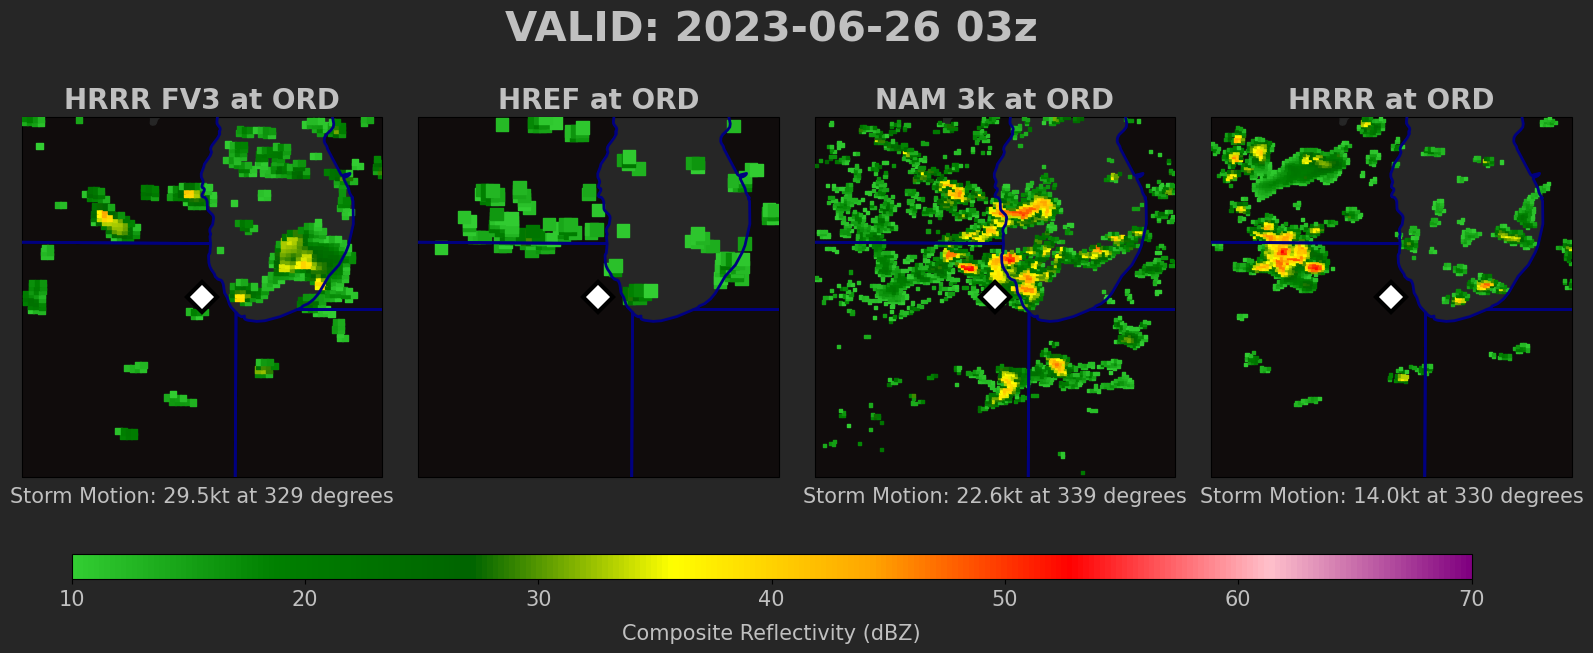 VALID: 2023-06-26 03z
HRRR FV3 at ORD
HREF at ORD
NAM 3k at ORD
HRRR at ORD
Storm Motion: 29.5kt at 329 degrees
Storm Motion: 22.6kt at 339 degrees
Storm Motion: 14.0kt at 330 degrees
10 20 30 40 50 60 70
Composite Reflectivity (dBZ)